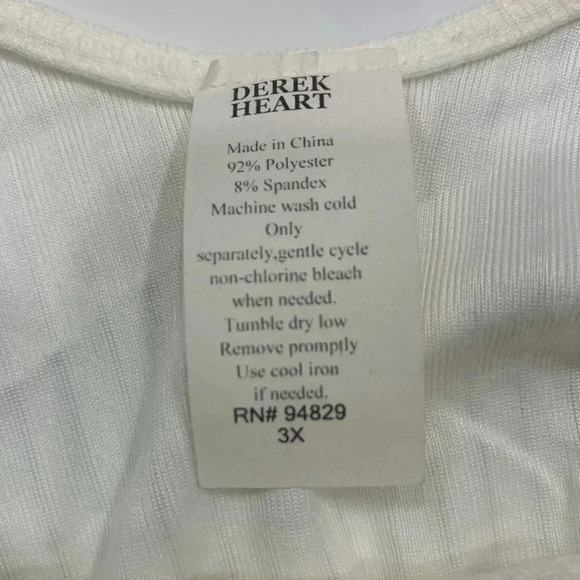 DEREK
HEART
Made in China
92% Polyester
8% Spandex
Machine wash cold
Only
separately,gentle cycle
non-chlorine bleach
when needed.
Tumble dry low
Remove promptly
Use cool iron
if needed.
RN# 94829
3X